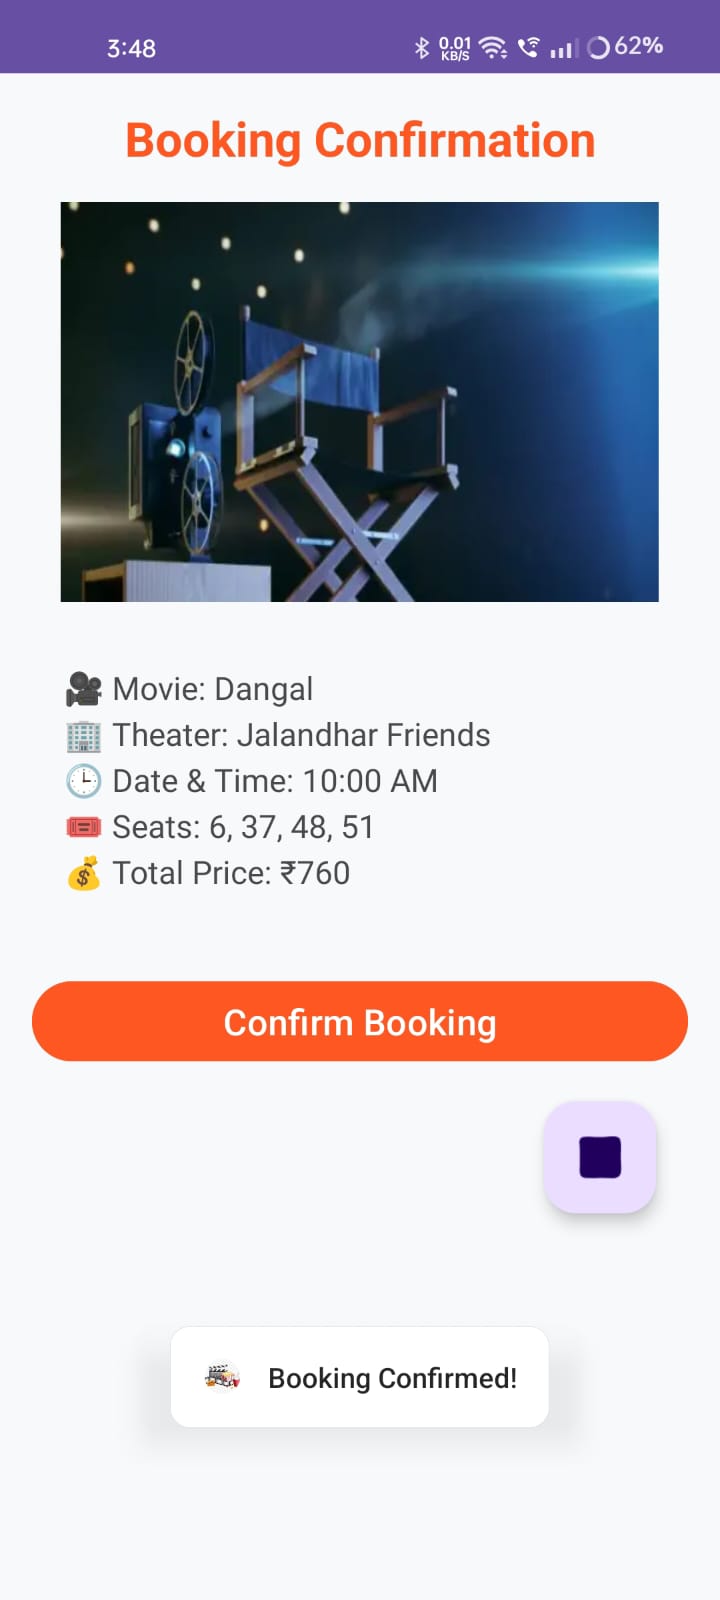 3:48
0.01
KB/S
62%
Booking Confirmation
🎥 Movie: Dangal
🏢 Theater: Jalandhar Friends
🕒 Date & Time: 10:00 AM
🎟️ Seats: 6, 37, 48, 51
💰 Total Price: ₹760
Confirm Booking
Booking Confirmed!